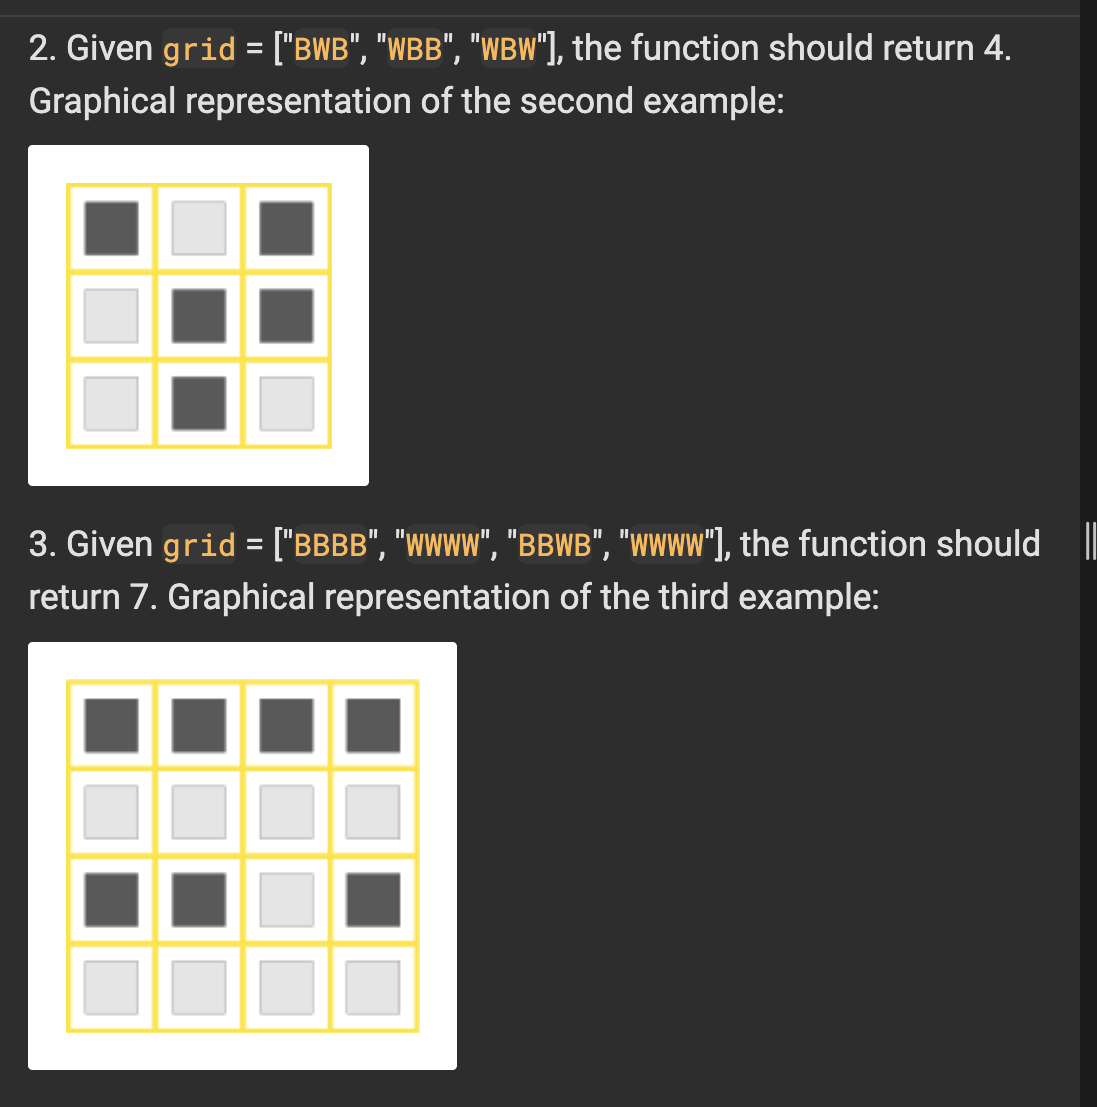 2. Given grid = ["BWB", "WBB", "WBW"], the function should return 4.
Graphical representation of the second example:
3. Given grid = ["BBBB", "WWWW", "BBWB", "WWWW"], the function should
return 7. Graphical representation of the third example: